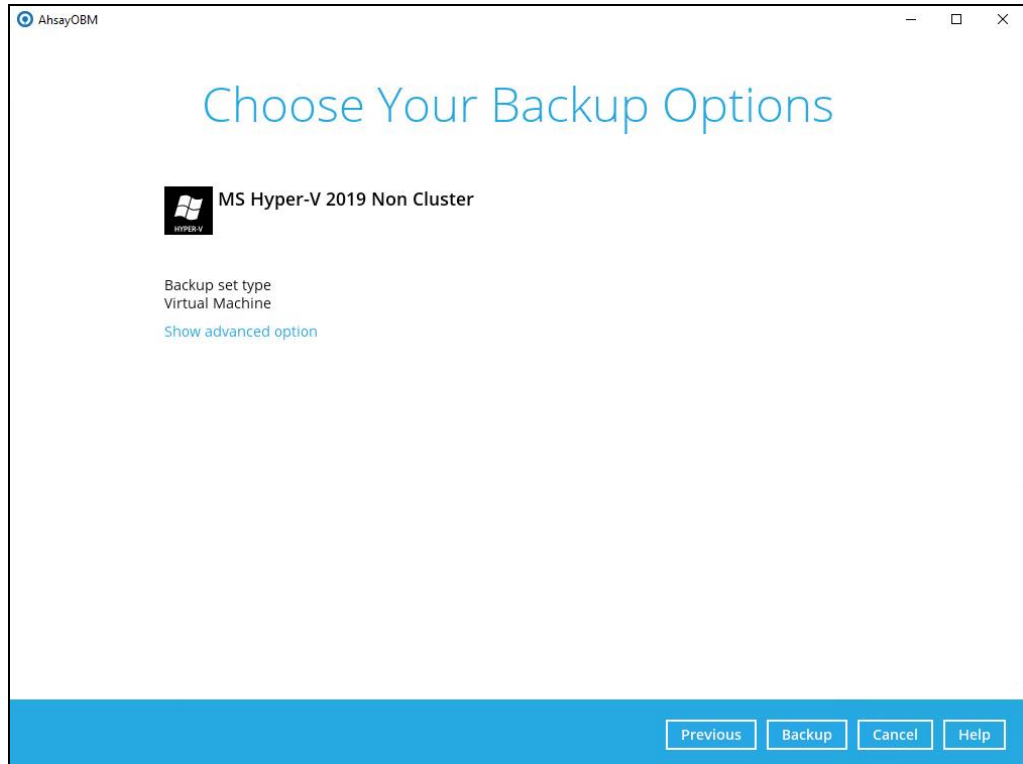 AhsayOBM
Choose Your Backup Options
MS Hyper-V 2019 Non Cluster
HYPER-V
Backup set type
Virtual Machine
Show advanced option
Previous Backup Cancel Help